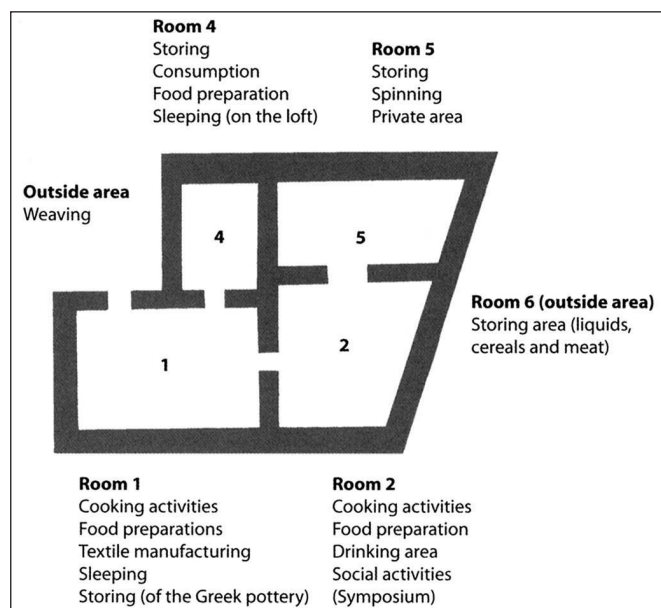 Room 4
Storing
Consumption
Food preparation
Sleeping (on the loft)
Room 5
Storing
Spinning
Private area
Outside area
Weaving
4
5
Room 6 (outside area)
Storing area (liquids,
cereals and meat)
1
2
Room 1
Cooking activities
Food preparations
Textile manufacturing
Sleeping
Storing (of the Greek pottery)
Room 2
Cooking activities
Food preparation
Drinking area
Social activities
(Symposium)